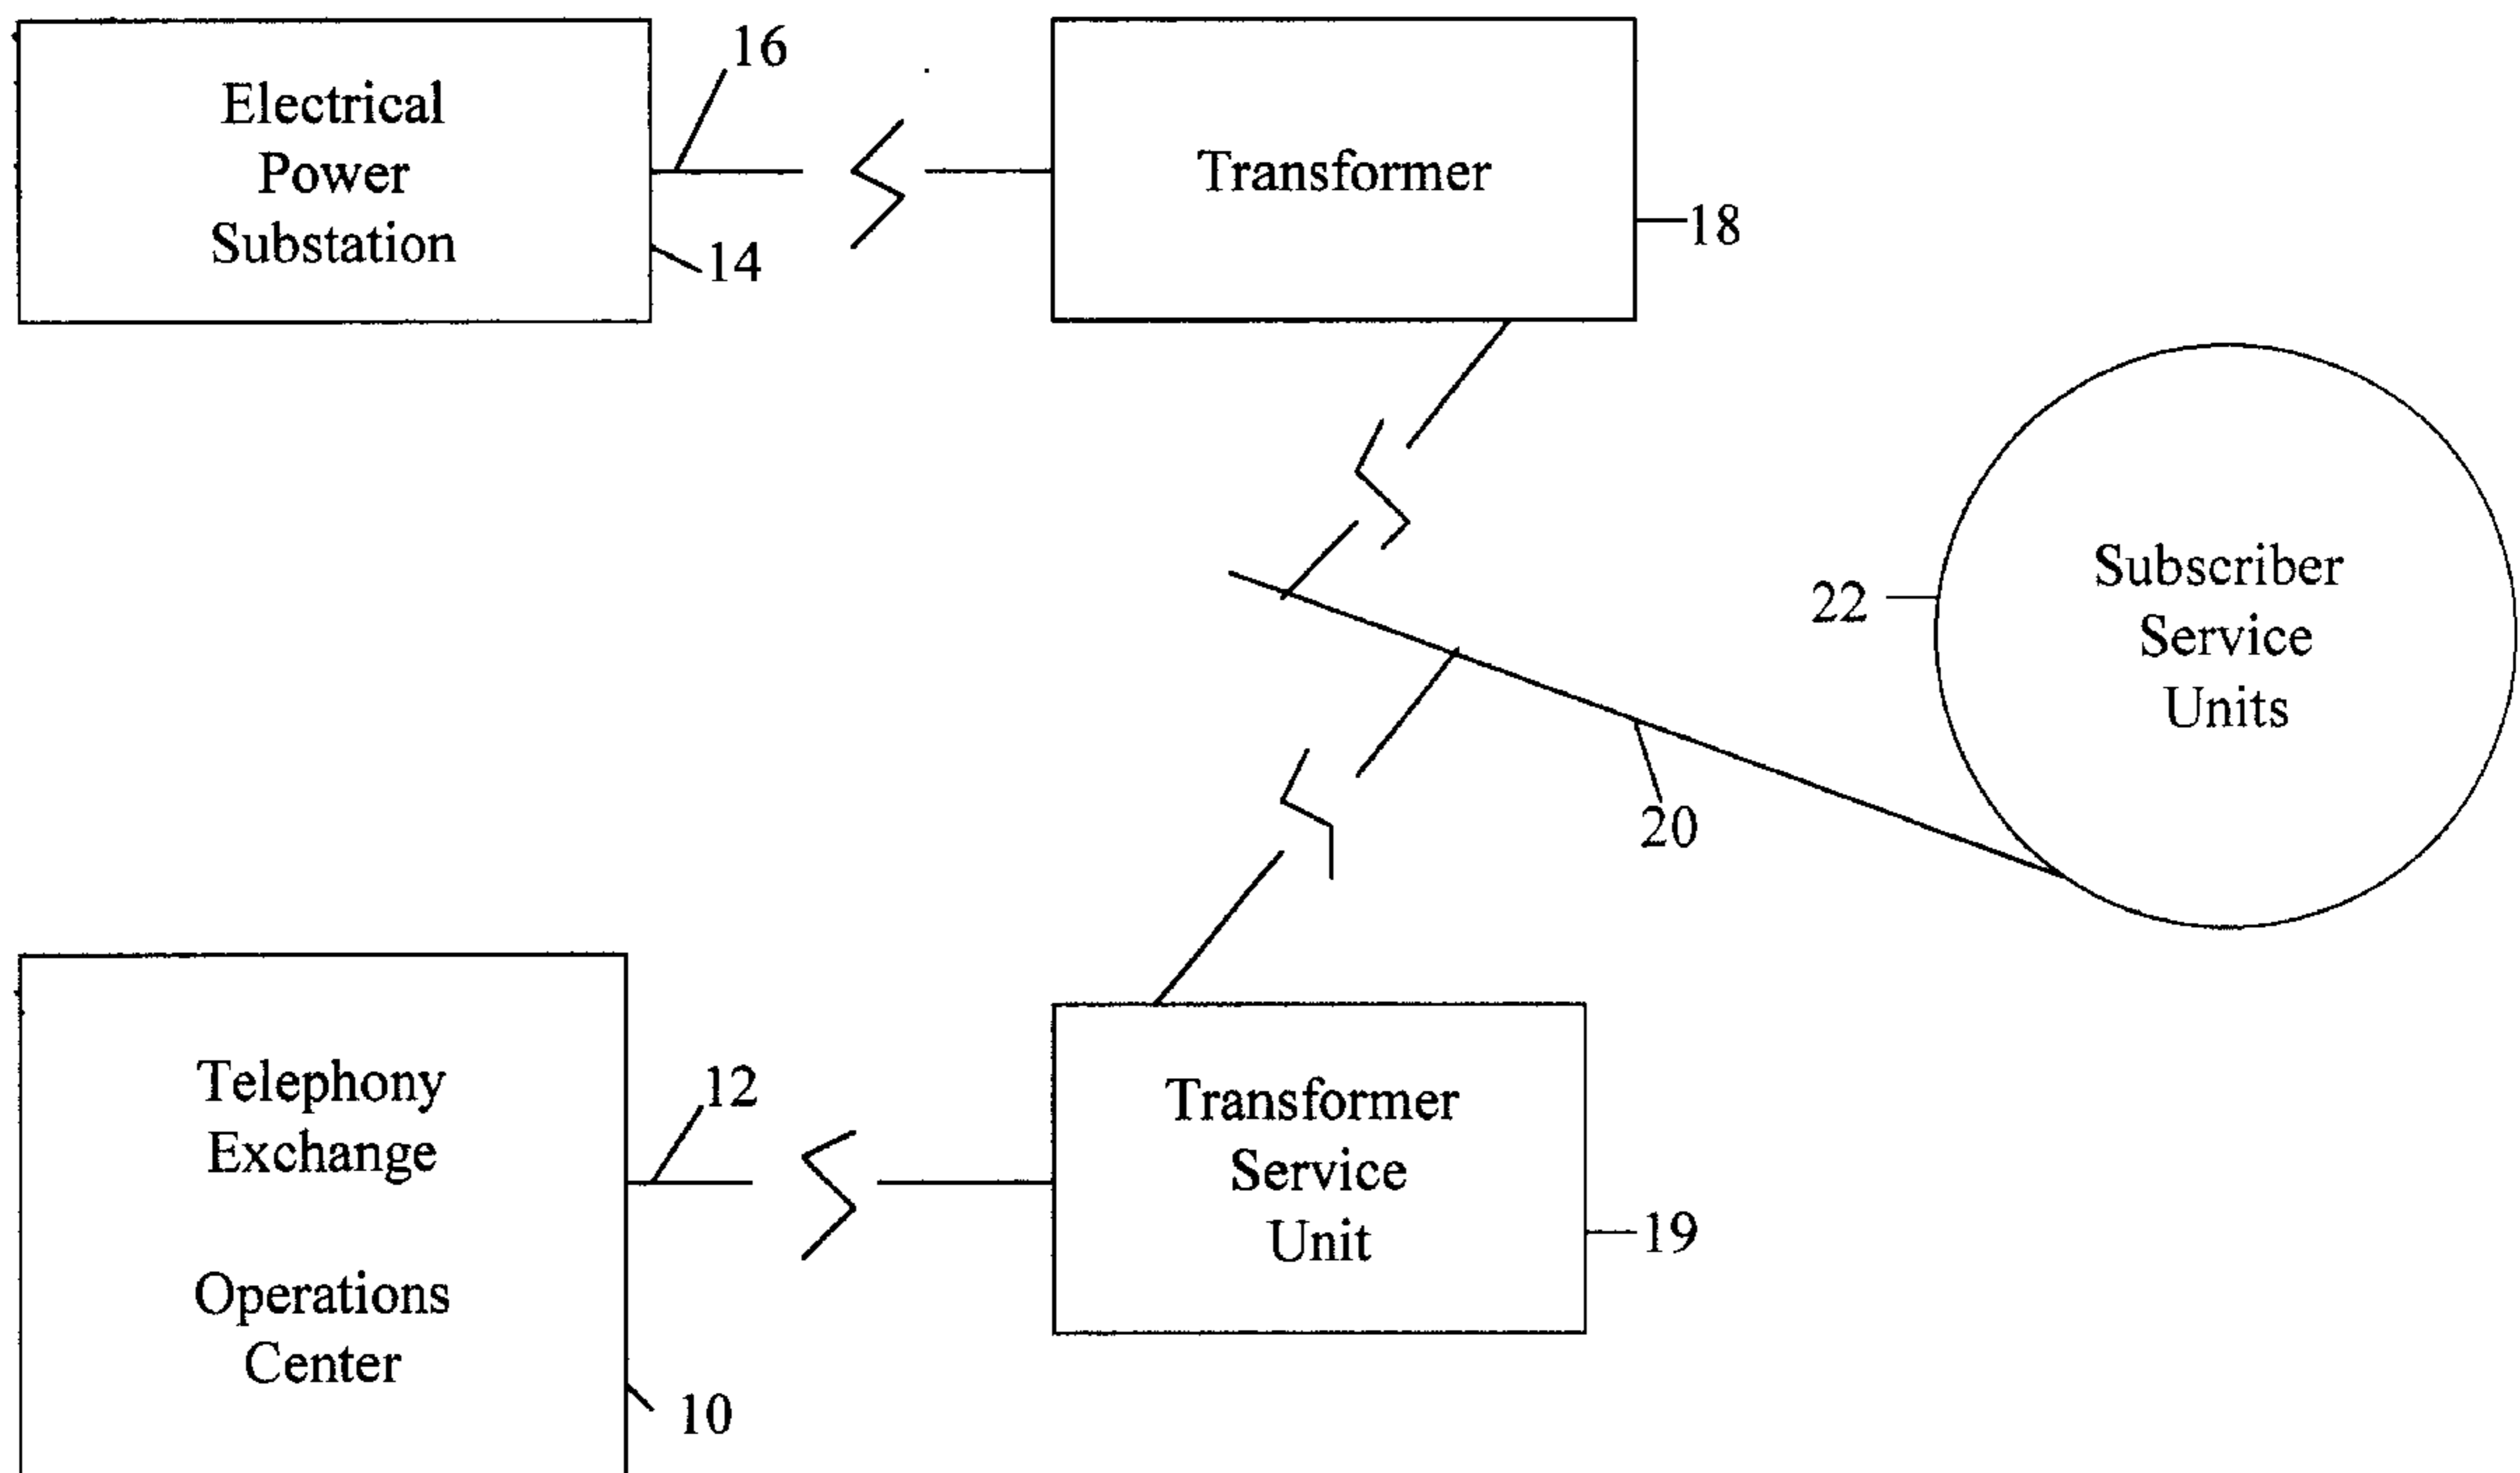 16
Electrical
Power
Substation
Transformer
18
14
Subscriber
Service
Units
22
20
Telephony
Exchange
Operations
Center
12
Transformer
Service
Unit
19
10